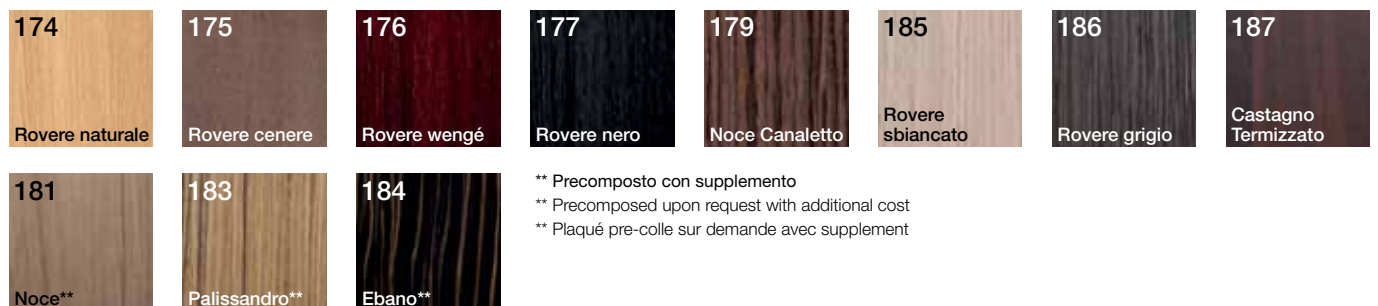 174
Rovere naturale
175
Rovere cenere
176
Rovere wengé
177
Rovere nero
179
Noce Canaletto
185
Rovere
sbiancato
186
Rovere grigio
187
Castagno
Termizzato
181
Noce**
183
Palissandro**
184
Ebano**
** Precomposto con supplemento
** Precomposed upon request with additional cost
** Plaqué pre-colle sur demande avec supplement